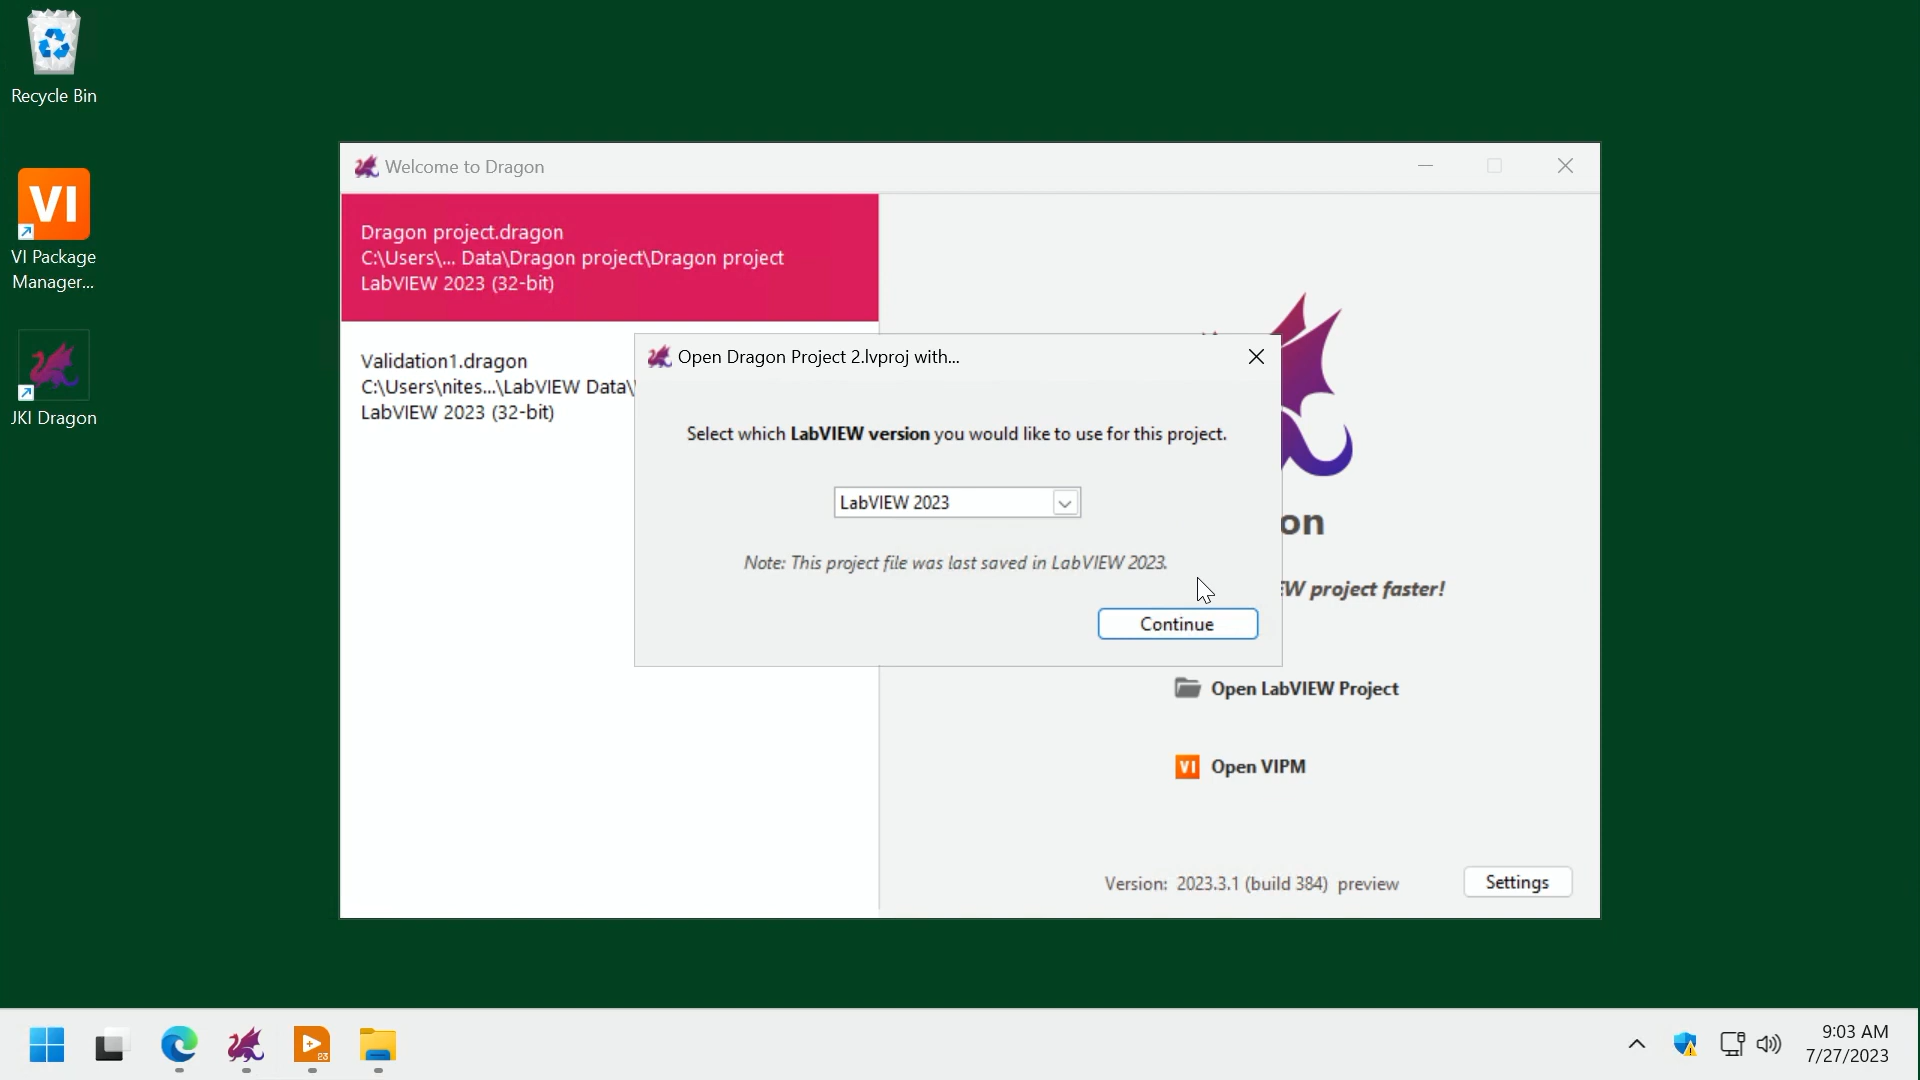 Recycle Bin
VI
VI Package
Manager...
JKI Dragon
Welcome to Dragon
Dragon project.dragon
C:\Users\... Data\Dragon project\Dragon project
LabVIEW 2023 (32-bit)
Validation1.dragon
C:\Users\nites...\LabVIEW Data\
LabVIEW 2023 (32-bit)
Open Dragon Project 2.lvproj with...
Select which LabVIEW version you would like to use for this project.
LabVIEW 2023
Note: This project file was last saved in LabVIEW 2023.
Continue
on
EW project faster!
Open LabVIEW Project
VI Open VIPM
Version: 2023.3.1 (build 384) preview
Settings
23
9:03 AM
7/27/2023